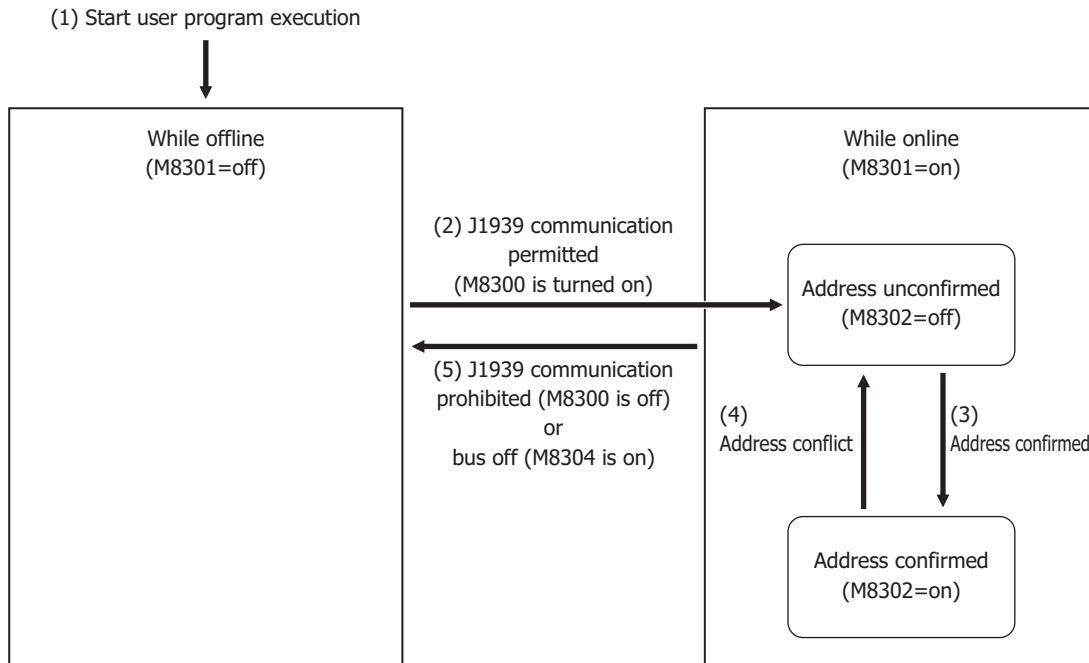 (1) Start user program execution
While offline
(M8301=off)
While online
(M8301=on)
(2) J1939 communication
permitted
(M8300 is turned on)
Address unconfirmed
(M8302=off)
(5) J1939 communication
prohibited (M8300 is off)
or
bus off (M8304 is on)
(4)
Address conflict
(3)
Address confirmed
Address confirmed
(M8302=on)